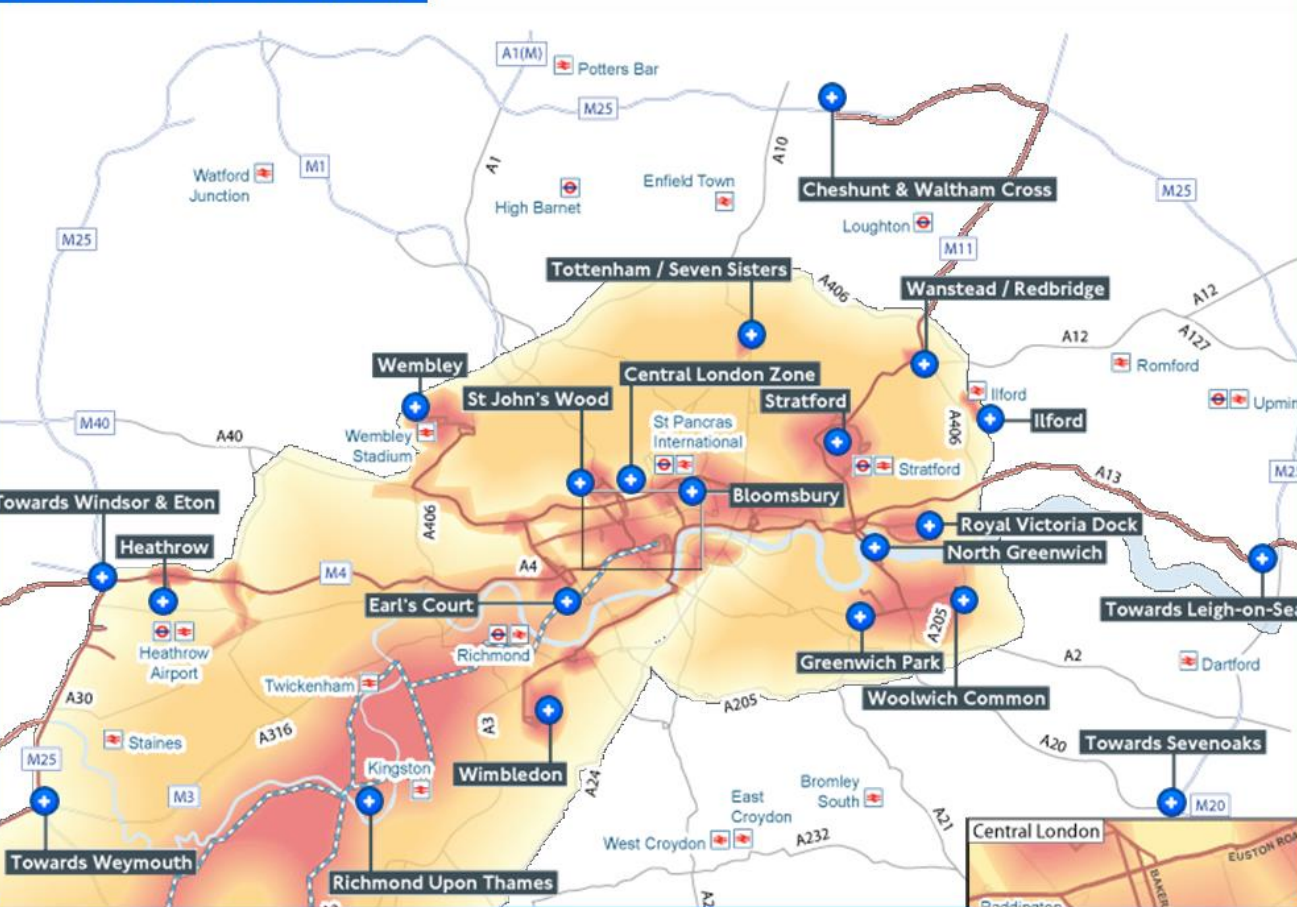 A1(M)
Potters Bar
M25
A1
A10
Watford
Junction
M1
High Barnet
Enfield Town
Cheshunt & Waltham Cross
M25
Loughton
M11
M25
Tottenham / Seven Sisters
A406
Wanstead / Redbridge
A12
A12
A127
Romford
Wembley
Central London Zone
St John's Wood
Stratford
Ilford
Ilford
Upmin
M40
A40
Wembley
Stadium
St Pancras
International
A406
Stratford
A13
M25
Towards Windsor & Eton
A406
Bloomsbury
Royal Victoria Dock
Heathrow
North Greenwich
M4
A4
Earl's Court
Towards Leigh-on-Sea
A205
Heathrow
Airport
Richmond
Greenwich Park
A2
Dartford
Twickenham
Woolwich Common
A30
A205
A316
A3
Staines
A20
Towards Sevenoaks
M25
Kingston
Wimbledon
A24
M3
Bromley
South
East
Croydon
A21
M20
West Croydon
A232
Central London
Towards Weymouth
Richmond Upon Thames
EUSTON ROA
BAKER
Paddington
A2